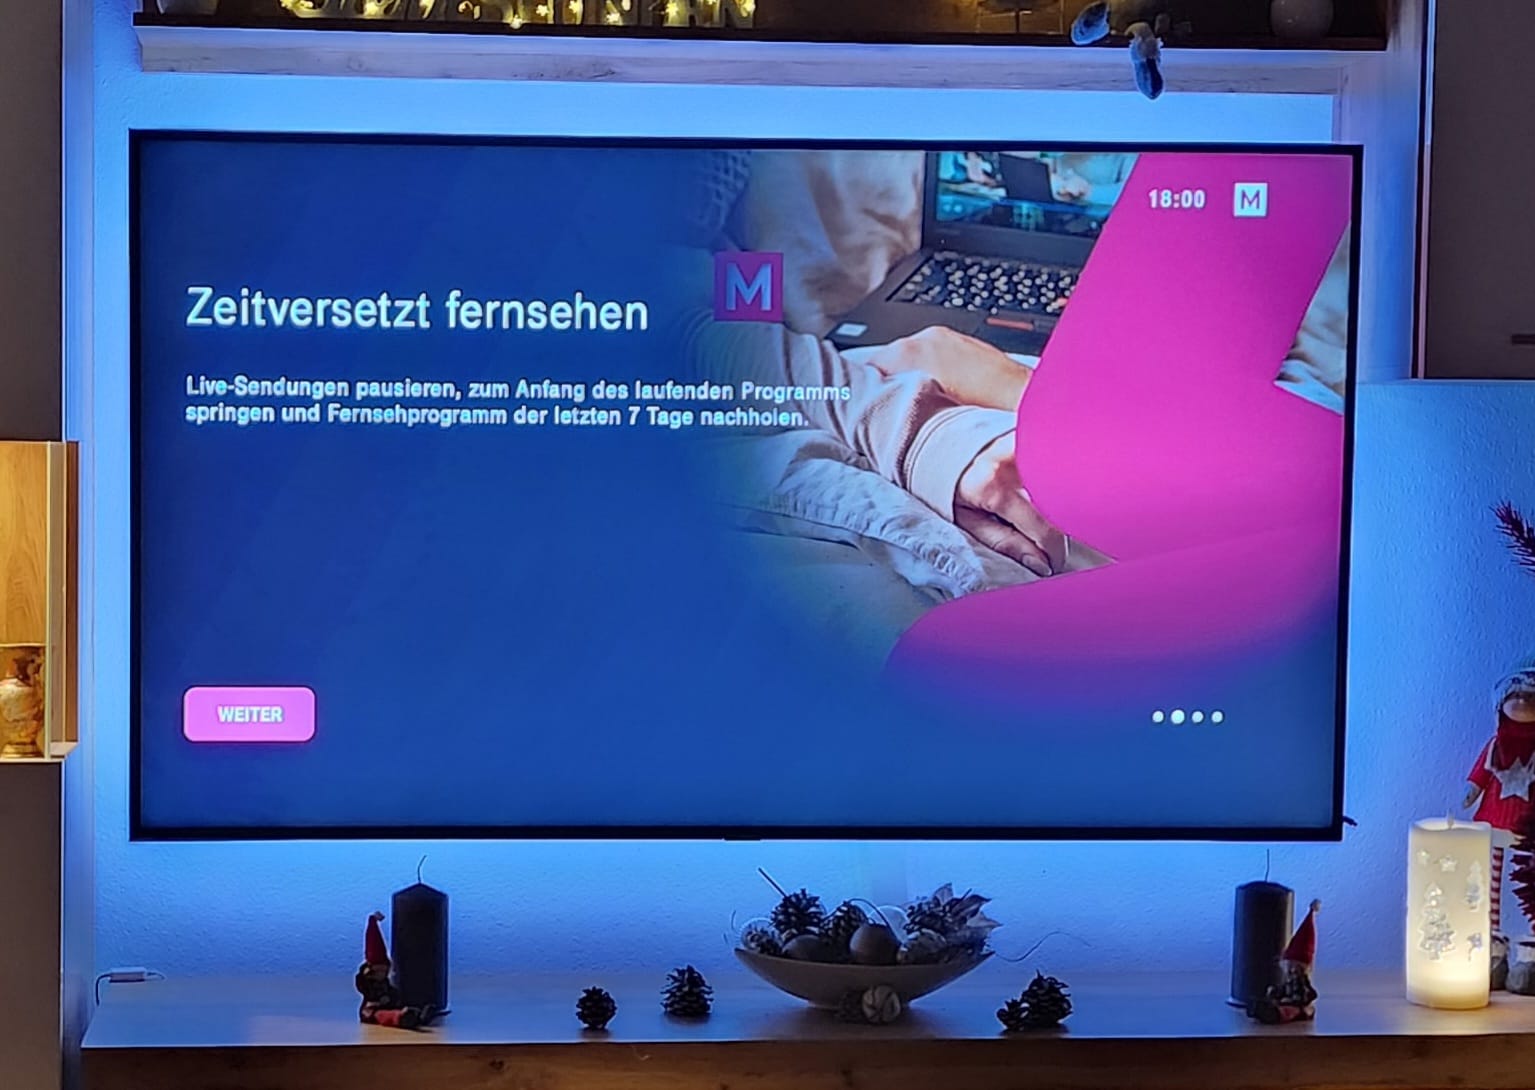 18:00 M
M
Zeitversetzt fernsehen
Live-Sendungen pausieren, zum Anfang des laufenden Programms
springen und Fernsehprogramm der letzten 7 Tage nachholen.
WEITER